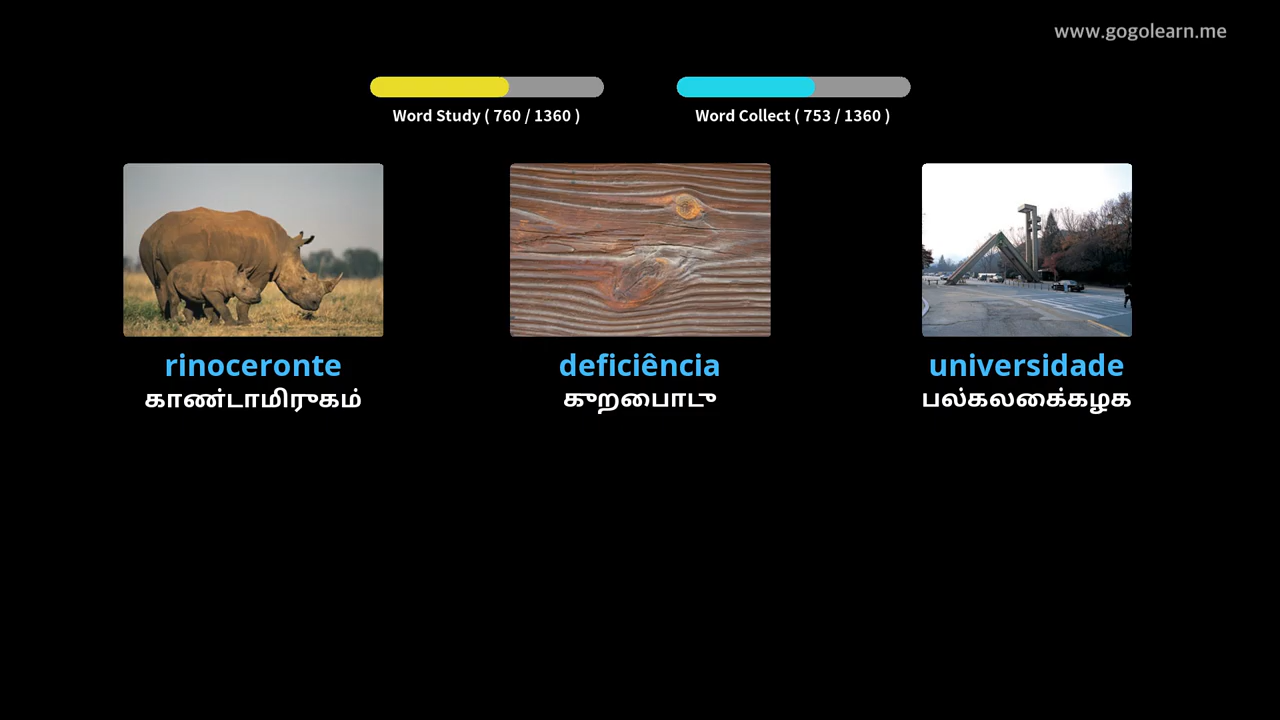 www.gogolearn.me
Word Study ( 760 / 1360 )
Word Collect ( 753 / 1360 )
rinoceronte
deficiência
universidade
காண்டாமிருகம்
குறைபாடு
பல்கலைக்கழக